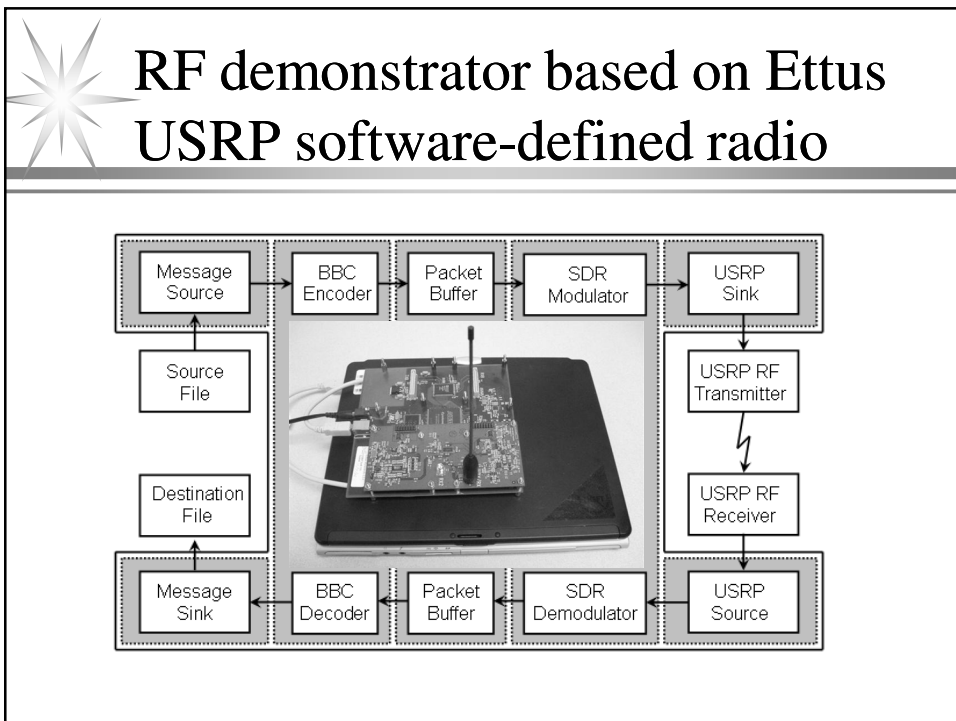 RF demonstrator based on Ettus
USRP software-defined radio
Message
Source
BBC
Encoder
Packet
Buffer
SDR
Modulator
USRP
Sink
Source
File
USRP RF
Transmitter
Destination
File
USRP RF
Receiver
Message
Sink
BBC
Decoder
Packet
Buffer
SDR
Demodulator
USRP
Source